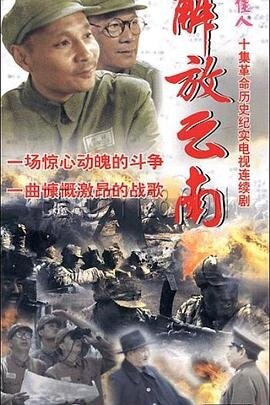 十集革命历史纪实电视连续剧
解放云南
一场惊心动魄的斗争
一曲慷慨激昂的战歌